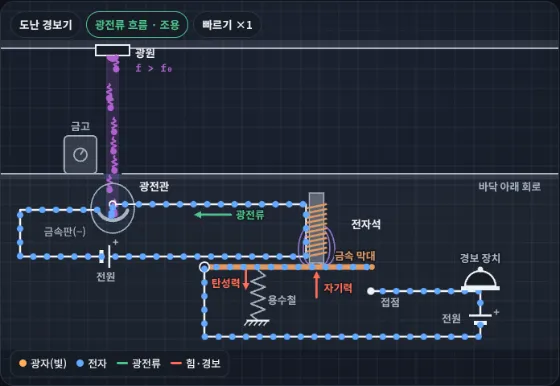 도난 경보기
광전류 흐름 · 조용
빠르기 ×1
광원
f > f₀
금고
광전관
바닥 아래 회로
광전류
금속판(−)
전자석
+
전원
금속 막대
경보 장치
탄성력
용수철
자기력
접점
전원
+
광자(빛)
전자
광전류
힘·경보